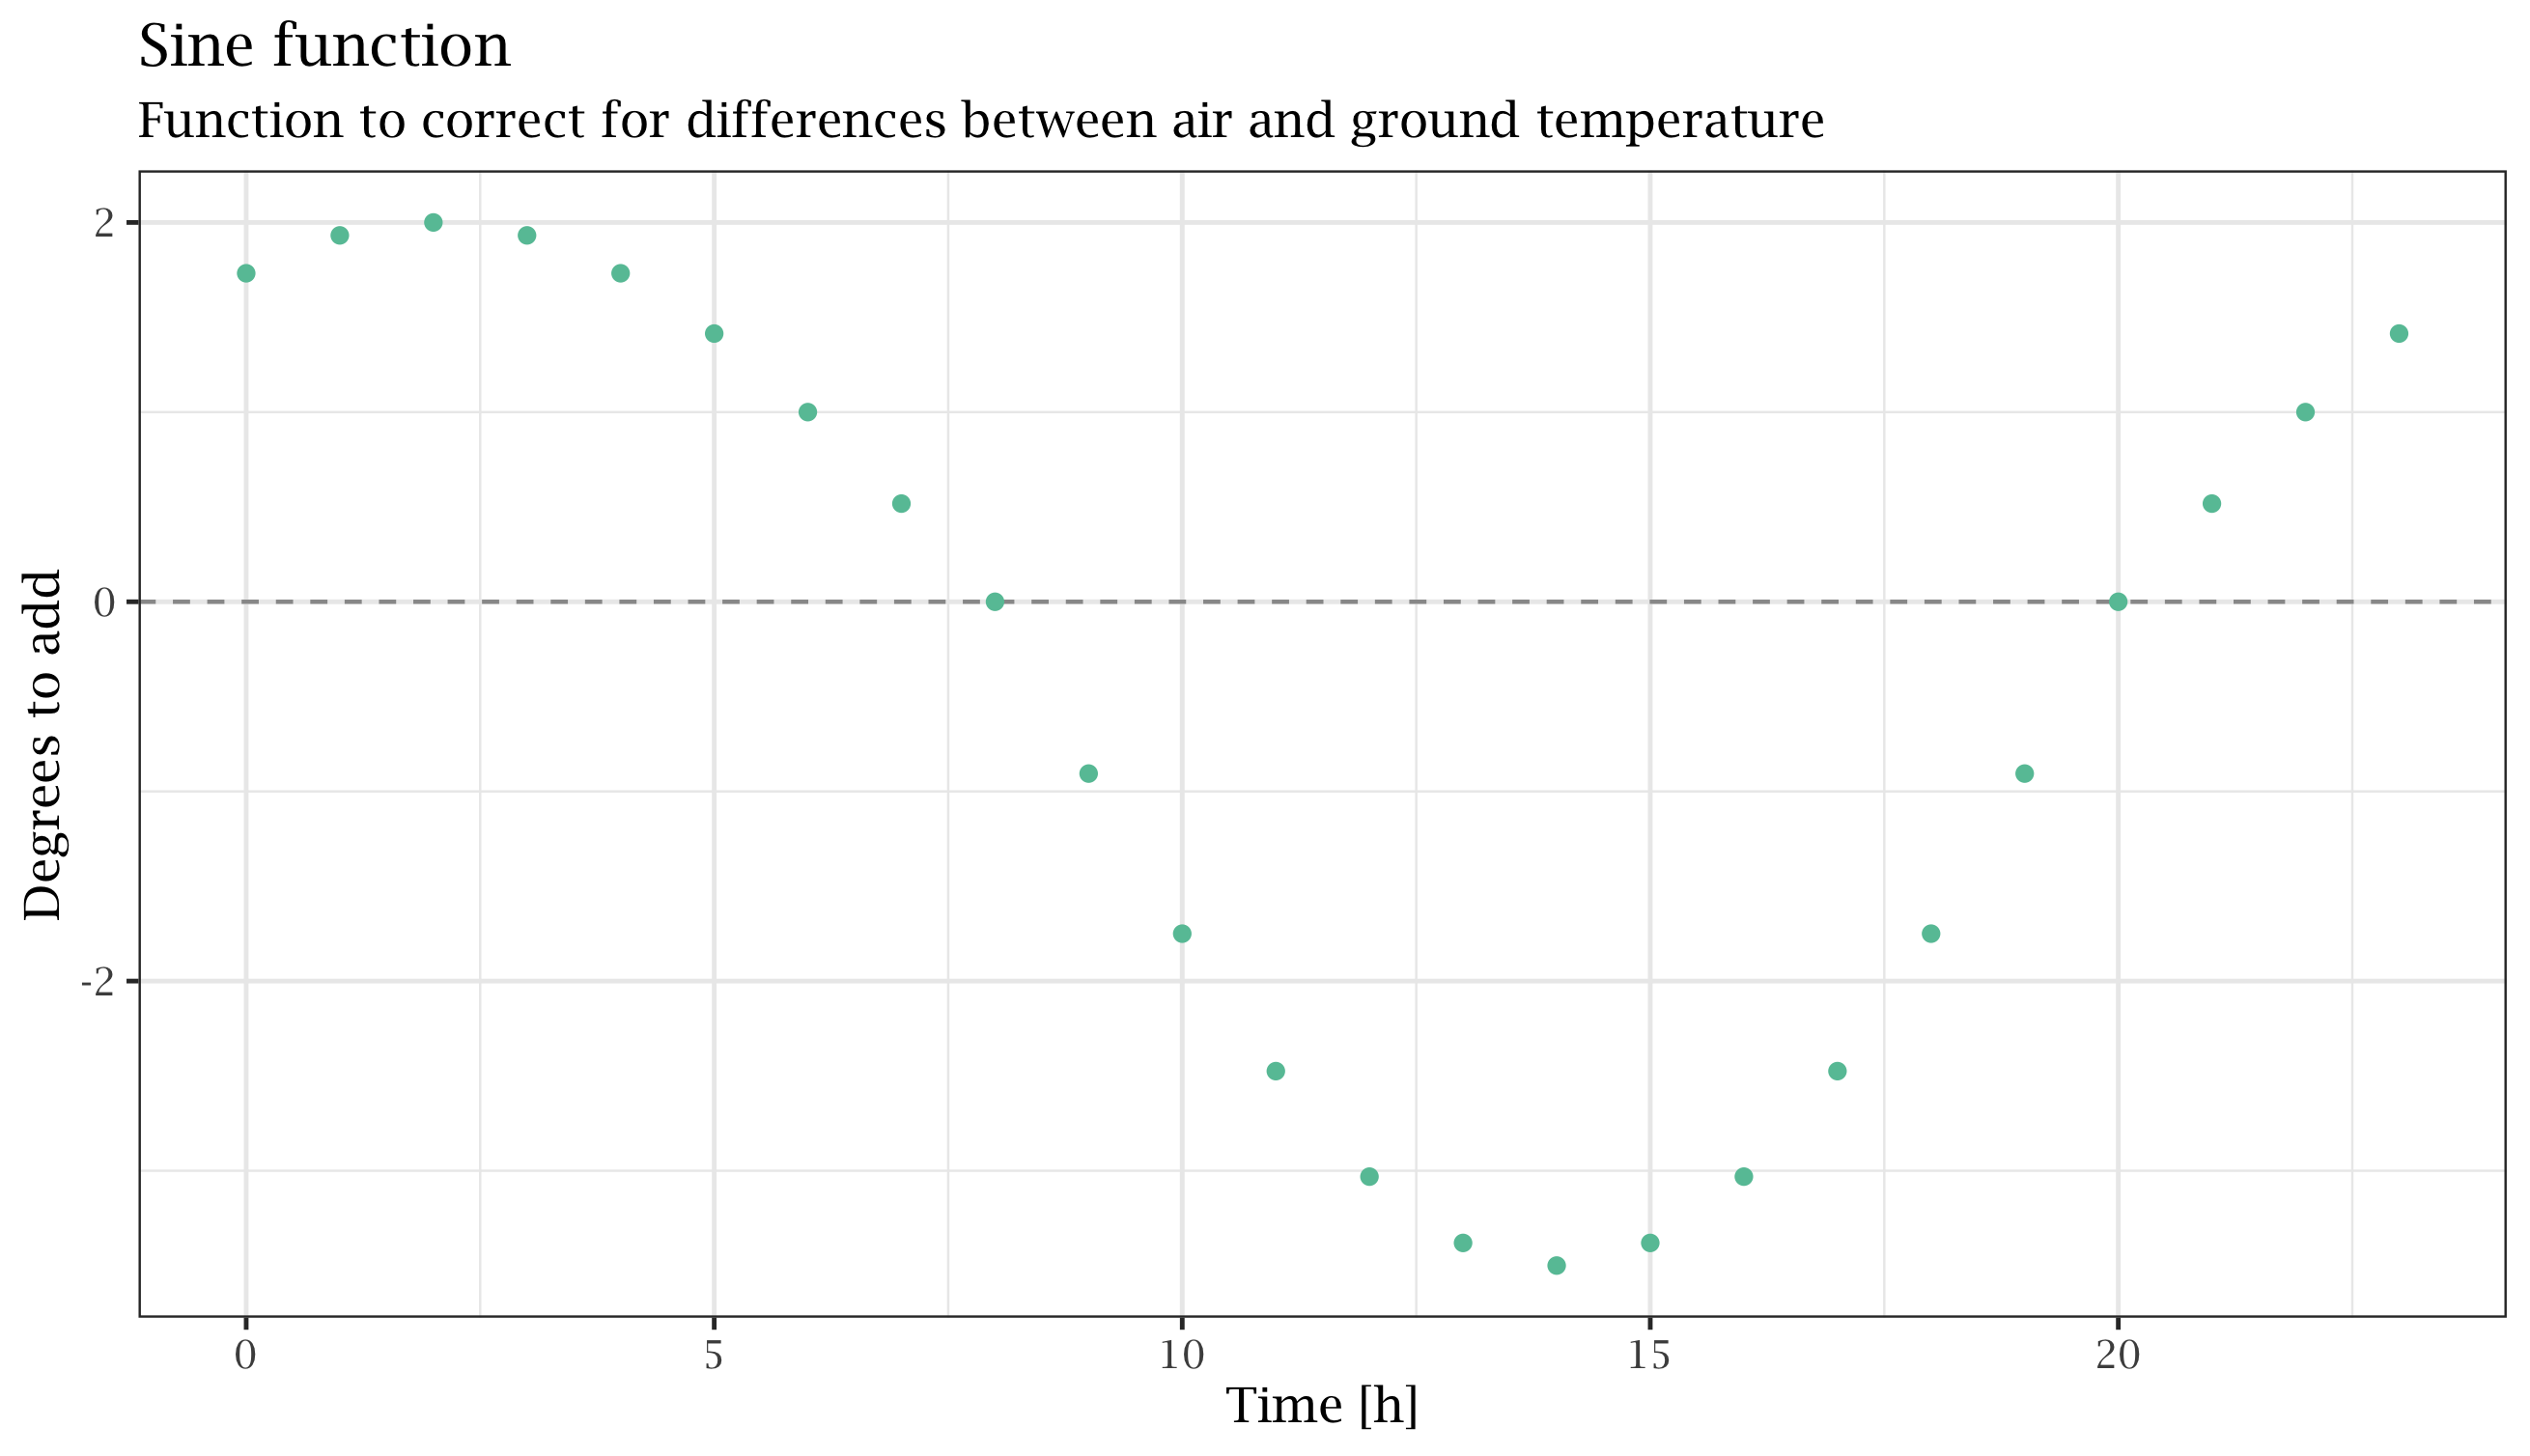 Sine function
Function to correct for differences between air and ground temperature
Degrees to add
2
0
-2
0 5 10 15 20
Time [h]